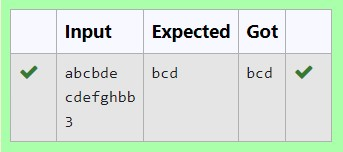 Input Expected Got
abcbde bcd bcd
cdefghbb
3